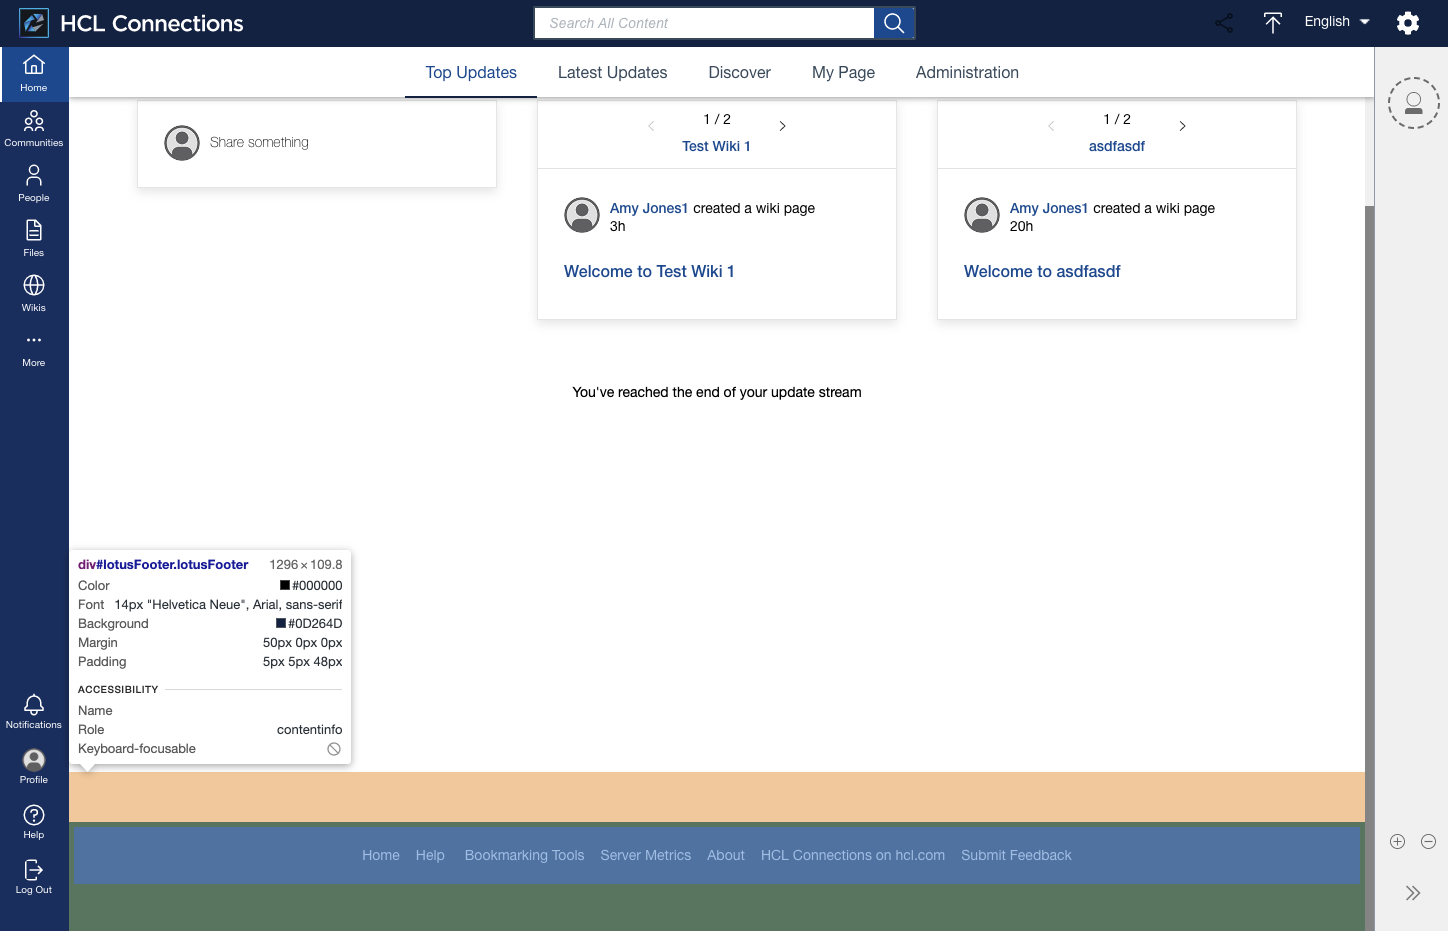 HCL Connections
Search All Content
English
Home
Communities
People
Files
Wikis
More
Notifications
Profile
Help
Log Out
Top Updates Latest Updates Discover My Page Administration
Share something
1 / 2
Test Wiki 1
Amy Jones1 created a wiki page
3h
Welcome to Test Wiki 1
1 / 2
asdfasdf
Amy Jones1 created a wiki page
20h
Welcome to asdfasdf
You've reached the end of your update stream
div#lotusFooter.lotusFooter 1296 × 109.8
Color #000000
Font 14px "Helvetica Neue", Arial, sans-serif
Background #0D264D
Margin 50px 0px 0px
Padding 5px 5px 48px
ACCESSIBILITY
Name
Role contentinfo
Keyboard-focusable
Home Help Bookmarking Tools Server Metrics About HCL Connections on hcl.com Submit Feedback